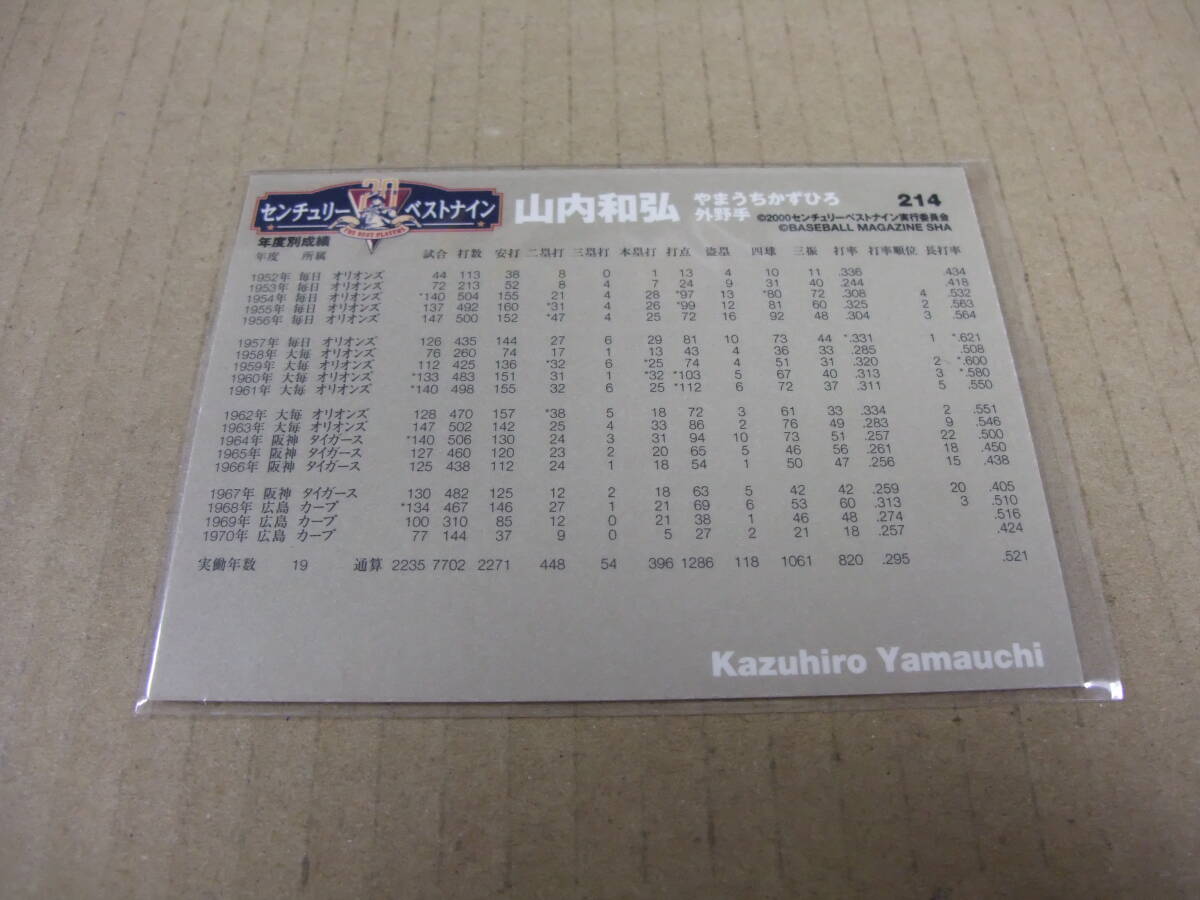 20
センチュリー ベストナイン
THE BEST PLAYERS
山内和弘 やまうちかずひろ
外野手
214
©2000センチュリーベストナイン実行委員会
©BASEBALL MAGAZINE SHA
年度別成績
年度 所属 試合 打数 安打 二塁打 三塁打 本塁打 打点 盗塁 四球 三振 打率 打率順位 長打率
1952年 毎日 オリオンズ 44 113 38 8 0 1 13 4 10 11 .336 .434
1953年 毎日 オリオンズ 72 213 52 8 4 7 24 9 31 40 .244 .418
1954年 毎日 オリオンズ *140 504 155 21 4 28 *97 13 *80 72 .308 4 .532
1955年 毎日 オリオンズ 137 492 160 *31 4 26 *99 12 81 60 .325 2 .563
1956年 毎日 オリオンズ 147 500 152 *47 4 25 72 16 92 48 .304 3 .564
1957年 毎日 オリオンズ 126 435 144 27 6 29 81 10 73 44 *.331 1 *.621
1958年 大毎 オリオンズ 76 260 74 17 1 13 43 4 36 33 .285 .508
1959年 大毎 オリオンズ 112 425 136 *32 6 *25 74 4 51 31 .320 2 *.600
1960年 大毎 オリオンズ *133 483 151 31 1 *32 *103 5 67 40 .313 3 *.580
1961年 大毎 オリオンズ *140 498 155 32 6 25 *112 6 72 37 .311 5 .550
1962年 大毎 オリオンズ 128 470 157 *38 5 18 72 3 61 33 .334 2 .551
1963年 大毎 オリオンズ 147 502 142 25 4 33 86 2 76 49 .283 9 .546
1964年 阪神 タイガース *140 506 130 24 3 31 94 10 73 51 .257 22 .500
1965年 阪神 タイガース 127 460 120 23 2 20 65 5 46 56 .261 18 .450
1966年 阪神 タイガース 125 438 112 24 1 18 54 1 50 47 .256 15 .438
1967年 阪神 タイガース 130 482 125 12 2 18 63 5 42 42 .259 20 .405
1968年 広島 カープ *134 467 146 27 1 21 69 6 53 60 .313 3 .510
1969年 広島 カープ 100 310 85 12 0 21 38 1 46 48 .274 .516
1970年 広島 カープ 77 144 37 9 0 5 27 2 21 18 .257 .424
実働年数 19 通算 2235 7702 2271 448 54 396 1286 118 1061 820 .295 .521
Kazuhiro Yamauchi